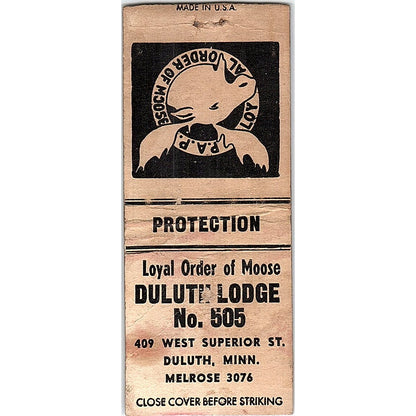 MADE IN U.S.A.
LOYAL ORDER OF MOOSE
P.A.P.
PROTECTION
Loyal Order of Moose
DULUTH LODGE
No. 505
409 WEST SUPERIOR ST.
DULUTH, MINN.
MELROSE 3076
CLOSE COVER BEFORE STRIKING